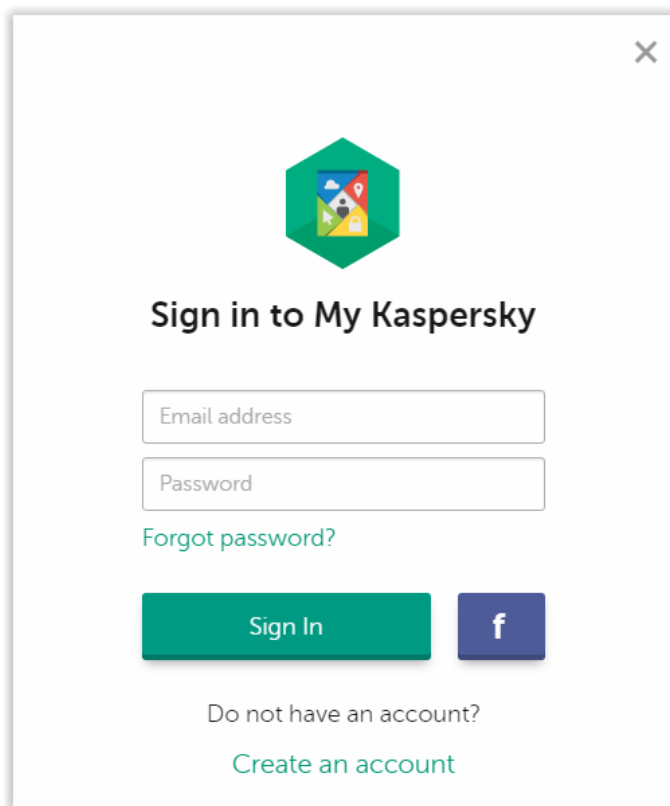 Sign in to My Kaspersky
Email address
Password
Forgot password?
Sign In
f
Do not have an account?
Create an account